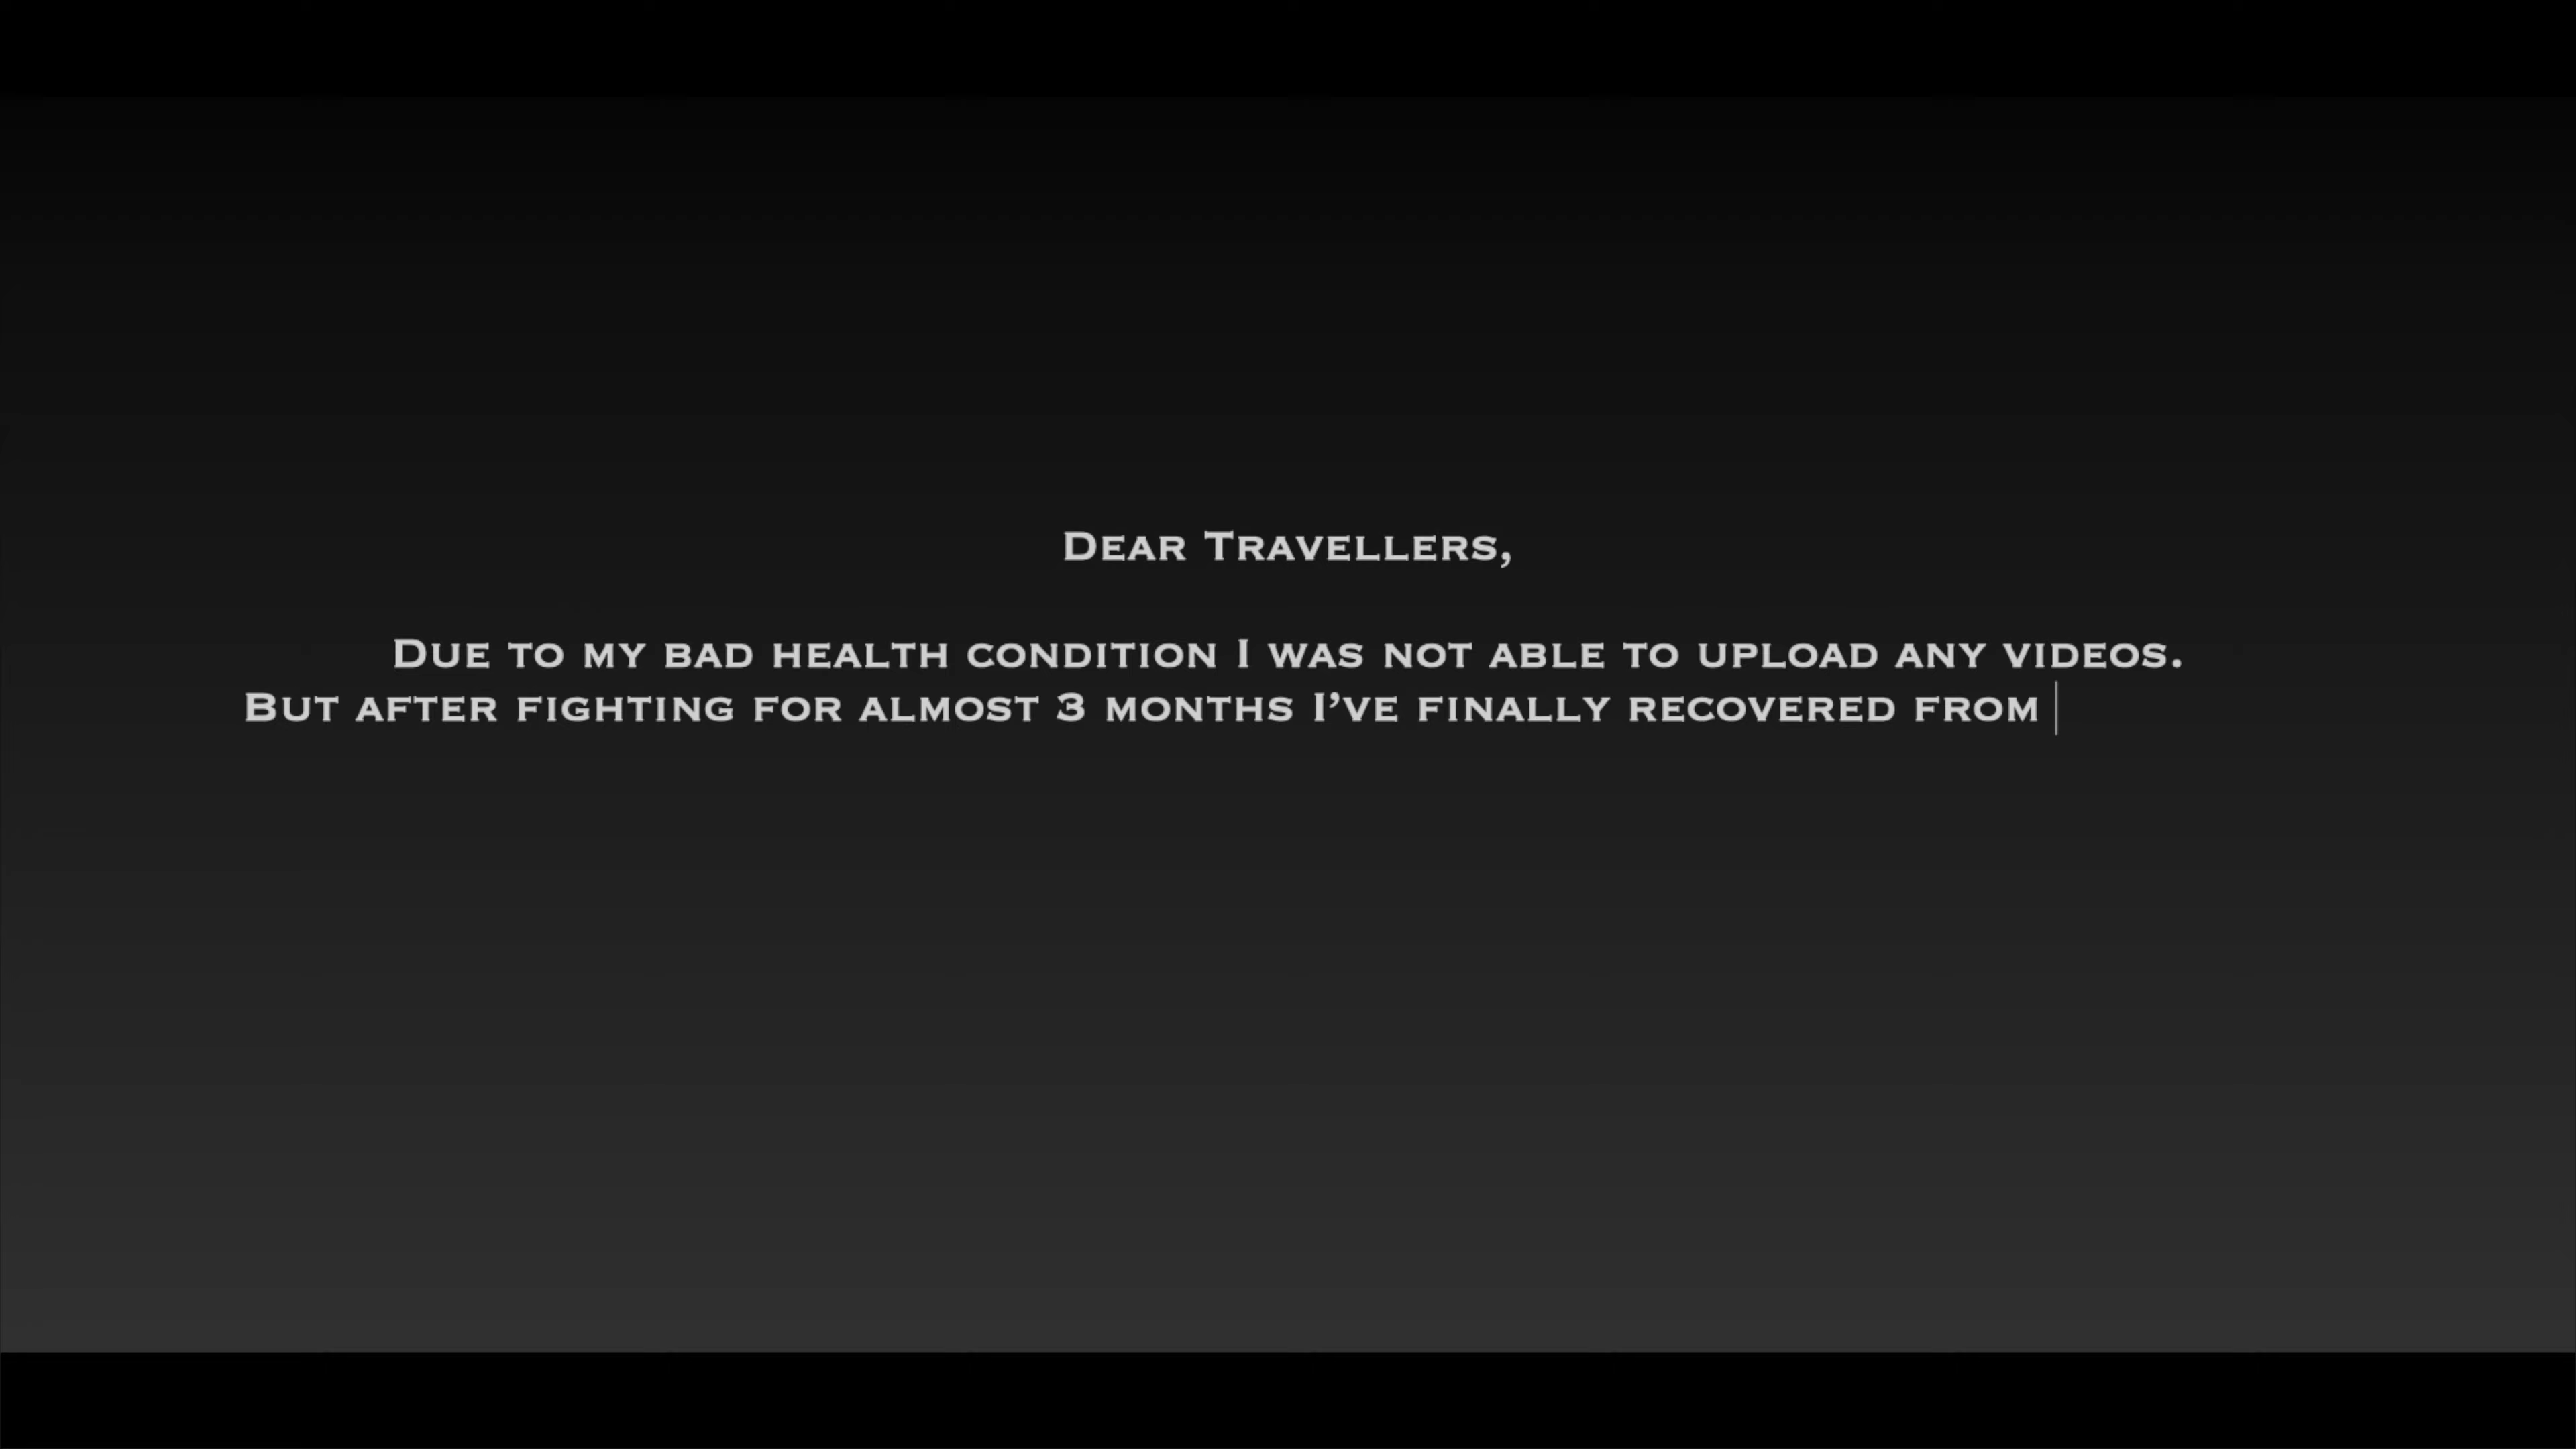 Dear Travellers,
Due to my bad health condition I was not able to upload any videos.
But after fighting for almost 3 months I’ve finally recovered from